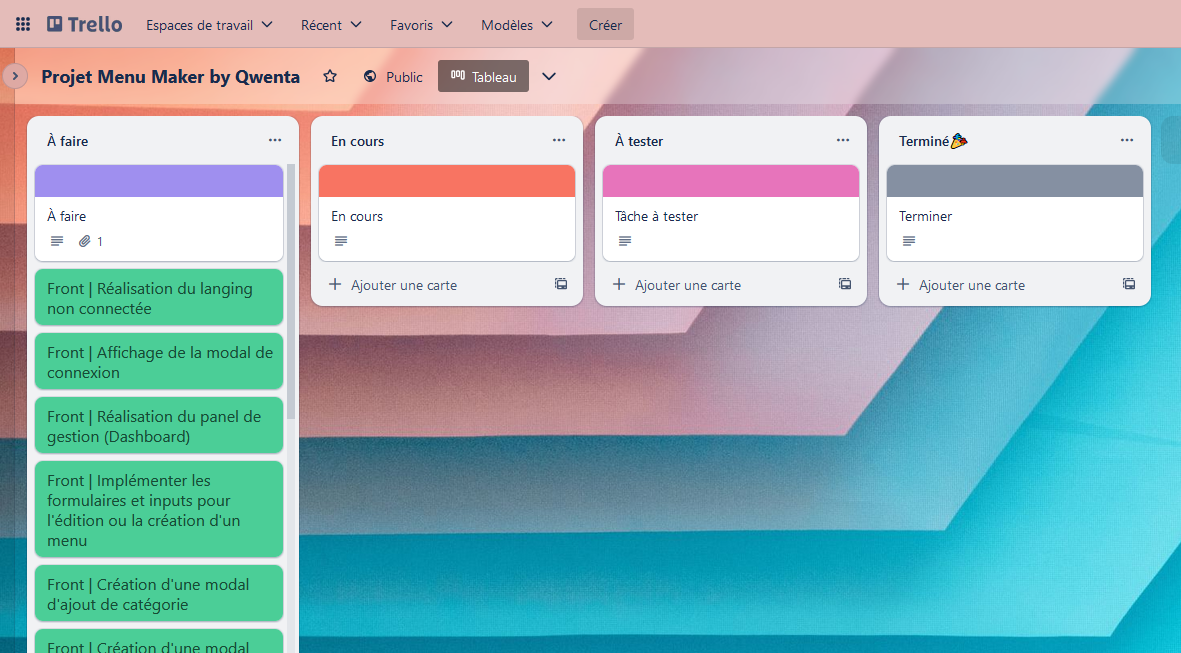 Trello
Espaces de travail
Récent
Favoris
Modèles
Créer
Projet Menu Maker by Qwenta
Public
Tableau
À faire
À faire
1
Front | Réalisation du langing
non connectée
Front | Affichage de la modal de
connexion
Front | Réalisation du panel de
gestion (Dashboard)
Front | Implémenter les
formulaires et inputs pour
l'édition ou la création d'un
menu
Front | Création d'une modal
d'ajout de catégorie
Front | Création d'une modal
En cours
En cours
Ajouter une carte
À tester
Tâche à tester
Ajouter une carte
Terminé🎉
Terminer
Ajouter une carte